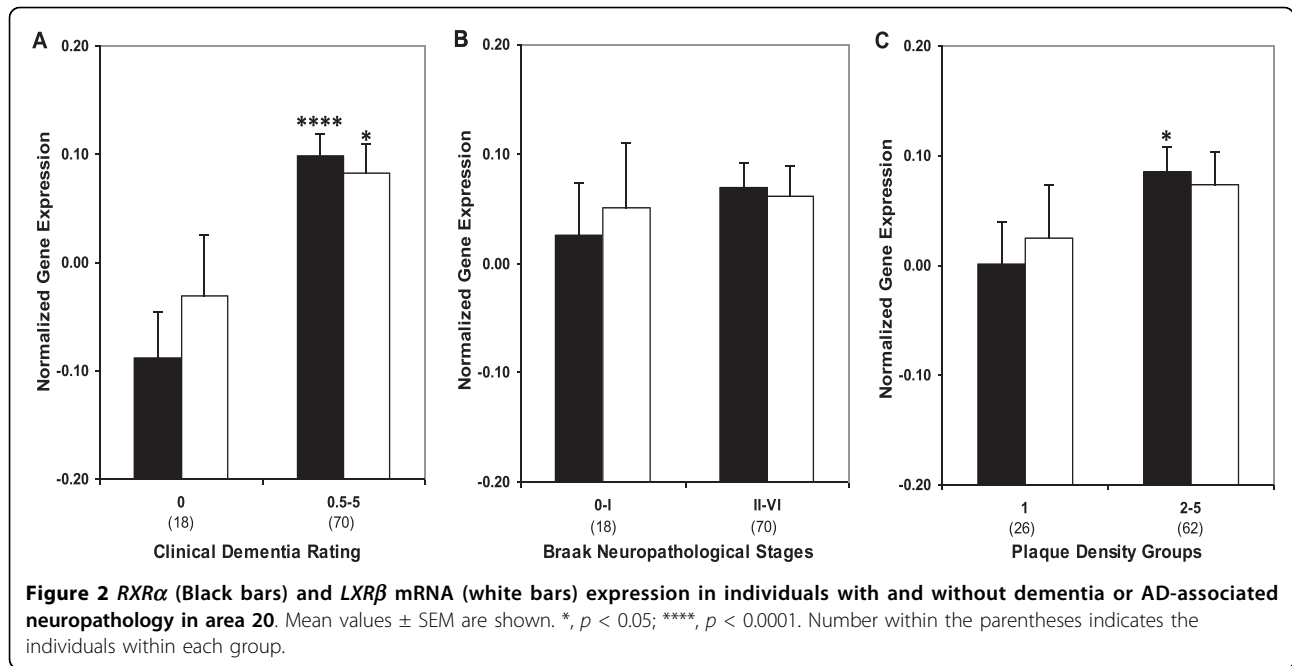 A
Normalized Gene Expression
0.20
0.10
0.00
-0.10
-0.20
****
*
0
0.5-5
(18)
(70)
Clinical Dementia Rating
B
Normalized Gene Expression
0.20
0.10
0.00
-0.10
-0.20
0-I
II-VI
(18)
(70)
Braak Neuropathological Stages
C
Normalized Gene Expression
0.20
0.10
0.00
-0.10
-0.20
*
1
2-5
(26)
(62)
Plaque Density Groups
Figure 2 RXRα (Black bars) and LXRβ mRNA (white bars) expression in individuals with and without dementia or AD-associated
neuropathology in area 20. Mean values ± SEM are shown. *, p < 0.05; ****, p < 0.0001. Number within the parentheses indicates the
individuals within each group.